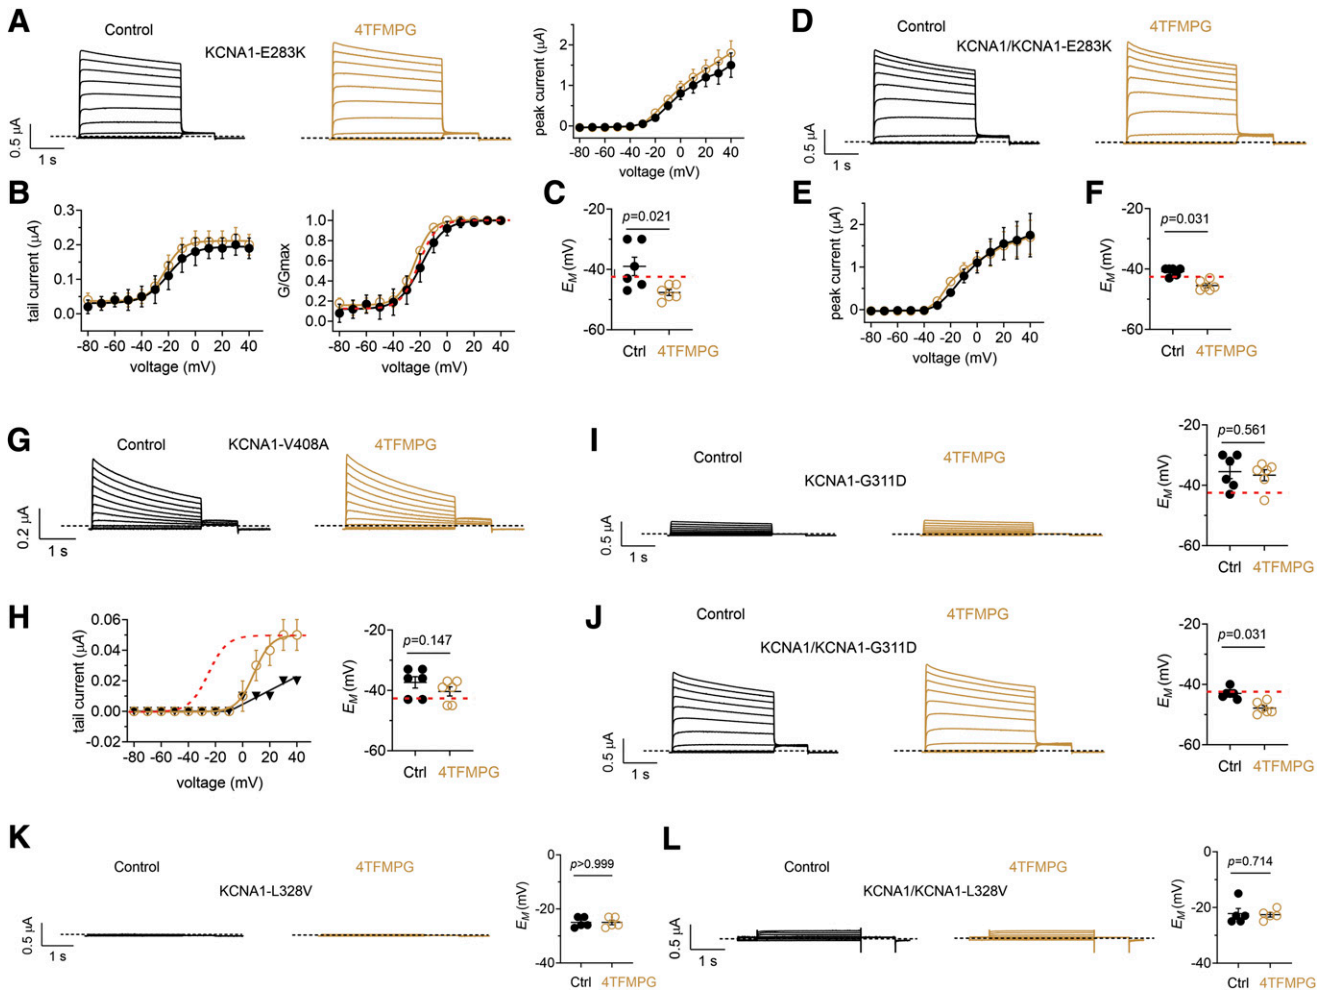 A
Control
KCNA1-E283K
4TFMPG
0.5 µA
1 s
peak current (µA)
2
1
0
-80 -60 -40 -20 0 20 40
voltage (mV)
D
Control
4TFMPG
KCNA1/KCNA1-E283K
0.5 µA
1 s
B
tail current (µA)
0.3
0.2
0.1
0.0
-80 -60 -40 -20 0 20 40
voltage (mV)
G/Gmax
1.0
0.8
0.6
0.4
0.2
0.0
-80 -60 -40 -20 0 20 40
voltage (mV)
C
E_M (mV)
-20
-40
-60
p=0.021
Ctrl 4TFMPG
E
peak current (µA)
2
1
0
-80 -60 -40 -20 0 20 40
voltage (mV)
F
E_M (mV)
-20
-40
-60
p=0.031
Ctrl 4TFMPG
G
Control
KCNA1-V408A
4TFMPG
0.2 µA
1 s
I
Control
4TFMPG
KCNA1-G311D
0.5 µA
1 s
E_M (mV)
-20
-40
-60
p=0.561
Ctrl 4TFMPG
H
tail current (µA)
0.06
0.04
0.02
0.00
-0.02
-80 -60 -40 -20 0 20 40
voltage (mV)
E_M (mV)
-20
-40
-60
p=0.147
Ctrl 4TFMPG
J
Control
4TFMPG
KCNA1/KCNA1-G311D
0.5 µA
1 s
E_M (mV)
-20
-40
-60
p=0.031
Ctrl 4TFMPG
K
Control
4TFMPG
KCNA1-L328V
0.5 µA
1 s
E_M (mV)
0
-20
-40
p>0.999
Ctrl 4TFMPG
L
Control
4TFMPG
KCNA1/KCNA1-L328V
0.5 µA
1 s
E_M (mV)
0
-20
-40
p=0.714
Ctrl 4TFMPG